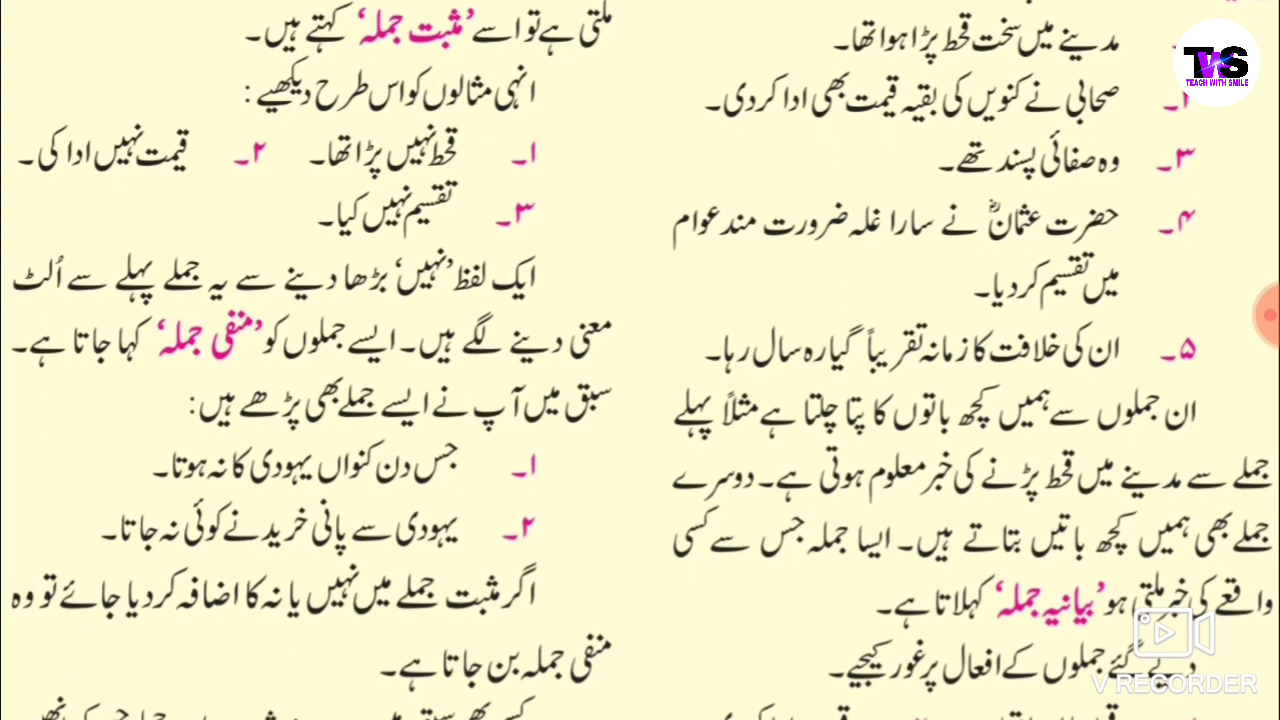 مدینے میں سخت قحط پڑا ہوا تھا۔
صحابی نے کنویں کی بقیہ قیمت بھی ادا کردی۔
۳۔ وہ صفائی پسند تھے۔
۴۔ حضرت عثمانؓ نے سارا غلہ ضرورت مند عوام
میں تقسیم کردیا۔
۵۔ ان کی خلافت کا زمانہ تقریباً گیارہ سال رہا۔
ان جملوں سے ہمیں کچھ باتوں کا پتا چلتا ہے مثلاً پہلے
جملے سے مدینے میں قحط پڑنے کی خبر معلوم ہوتی ہے۔ دوسرے
جملے بھی ہمیں کچھ باتیں بتاتے ہیں۔ ایسا جملہ جس سے کسی
واقعے کی خبر ملتی ہو ’بیانیہ جملہ‘ کہلاتا ہے۔
دیے گئے جملوں کے افعال پر غور کیجیے۔
ملتی ہے تو اسے ’مثبت جملہ‘ کہتے ہیں۔
انہی مثالوں کو اس طرح دیکھیے :
۱۔ قحط نہیں پڑا تھا۔ ۲۔ قیمت نہیں ادا کی۔
۳۔ تقسیم نہیں کیا۔
ایک لفظ ’نہیں‘ بڑھا دینے سے یہ جملے پہلے سے اُلٹ
معنی دینے لگے ہیں۔ ایسے جملوں کو ’منفی جملہ‘ کہا جاتا ہے۔
سبق میں آپ نے ایسے جملے بھی پڑھے ہیں:
۱۔ جس دن کنواں یہودی کا نہ ہوتا۔
۲۔ یہودی سے پانی خریدنے کوئی نہ جاتا۔
اگر مثبت جملے میں نہیں یا نہ کا اضافہ کردیا جائے تو وہ
منفی جملہ بن جاتا ہے۔
TWS
TEACH WITH SMILE
V RECORDER